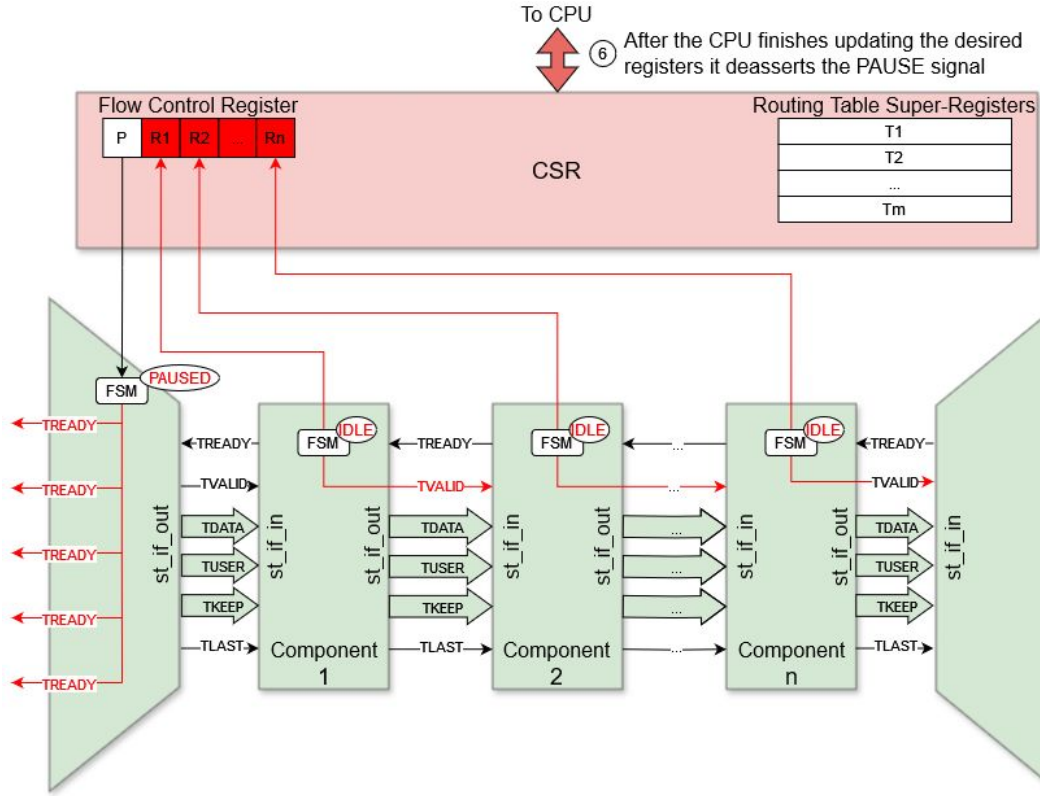 To CPU
6 After the CPU finishes updating the desired
registers it deasserts the PAUSE signal
Flow Control Register
Routing Table Super-Registers
P R1 R2 ... Rn
T1
T2
...
Tm
CSR
FSM PAUSED
TREADY
TREADY
TREADY
TREADY
TREADY
st_if_out
TREADY
TVALID
TDATA
TUSER
TKEEP
TLAST
FSM IDLE
st_if_in
st_if_out
Component
1
TREADY
TVALID
TDATA
TUSER
TKEEP
TLAST
FSM IDLE
st_if_in
st_if_out
Component
2
...
...
...
...
...
...
FSM IDLE
st_if_in
st_if_out
Component
n
TREADY
TVALID
TDATA
TUSER
TKEEP
TLAST
st_if_in